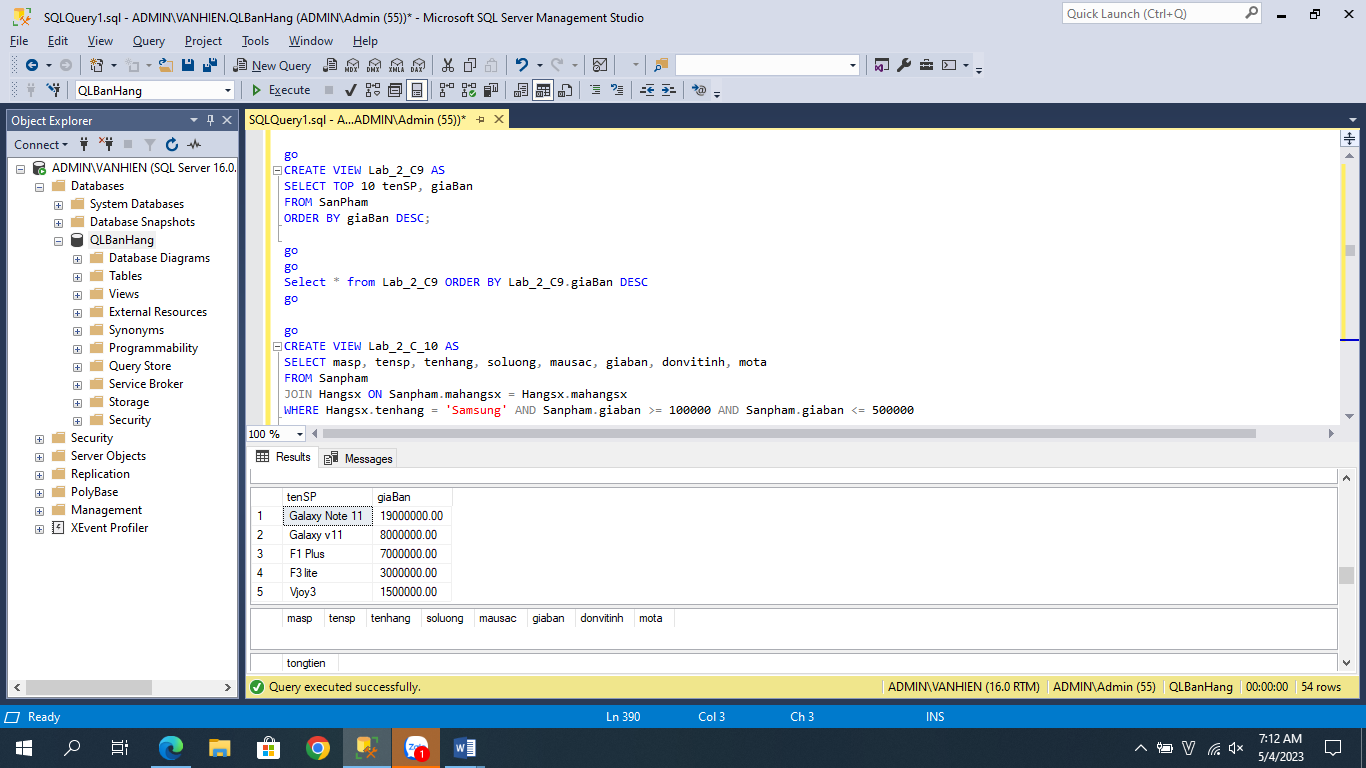 SQLQuery1.sql - ADMIN\VANHIEN.QLBanHang (ADMIN\Admin (55))* - Microsoft SQL Server Management Studio
Quick Launch (Ctrl+Q)
File Edit View Query Project Tools Window Help
New Query MDX DMX XMLA DAX
QLBanHang Execute
Object Explorer
Connect
ADMIN\VANHIEN (SQL Server 16.0.
Databases
System Databases
Database Snapshots
QLBanHang
Database Diagrams
Tables
Views
External Resources
Synonyms
Programmability
Query Store
Service Broker
Storage
Security
Security
Server Objects
Replication
PolyBase
Management
XEvent Profiler
SQLQuery1.sql - A...ADMIN\Admin (55))*
go
CREATE VIEW Lab_2_C9 AS
SELECT TOP 10 tenSP, giaBan
FROM SanPham
ORDER BY giaBan DESC;
go
go
Select * from Lab_2_C9 ORDER BY Lab_2_C9.giaBan DESC
go
go
CREATE VIEW Lab_2_C_10 AS
SELECT masp, tensp, tenhang, soluong, mausac, giaban, donvitinh, mota
FROM Sanpham
JOIN Hangsx ON Sanpham.mahangsx = Hangsx.mahangsx
WHERE Hangsx.tenhang = 'Samsung' AND Sanpham.giaban >= 100000 AND Sanpham.giaban <= 500000
100 %
Results Messages
tenSP giaBan
1 Galaxy Note 11 19000000.00
2 Galaxy v11 8000000.00
3 F1 Plus 7000000.00
4 F3 lite 3000000.00
5 Vjoy3 1500000.00
masp tensp tenhang soluong mausac giaban donvitinh mota
tongtien
Query executed successfully. ADMIN\VANHIEN (16.0 RTM) ADMIN\Admin (55) QLBanHang 00:00:00 54 rows
Ready Ln 390 Col 3 Ch 3 INS
Zalo 1
7:12 AM
5/4/2023